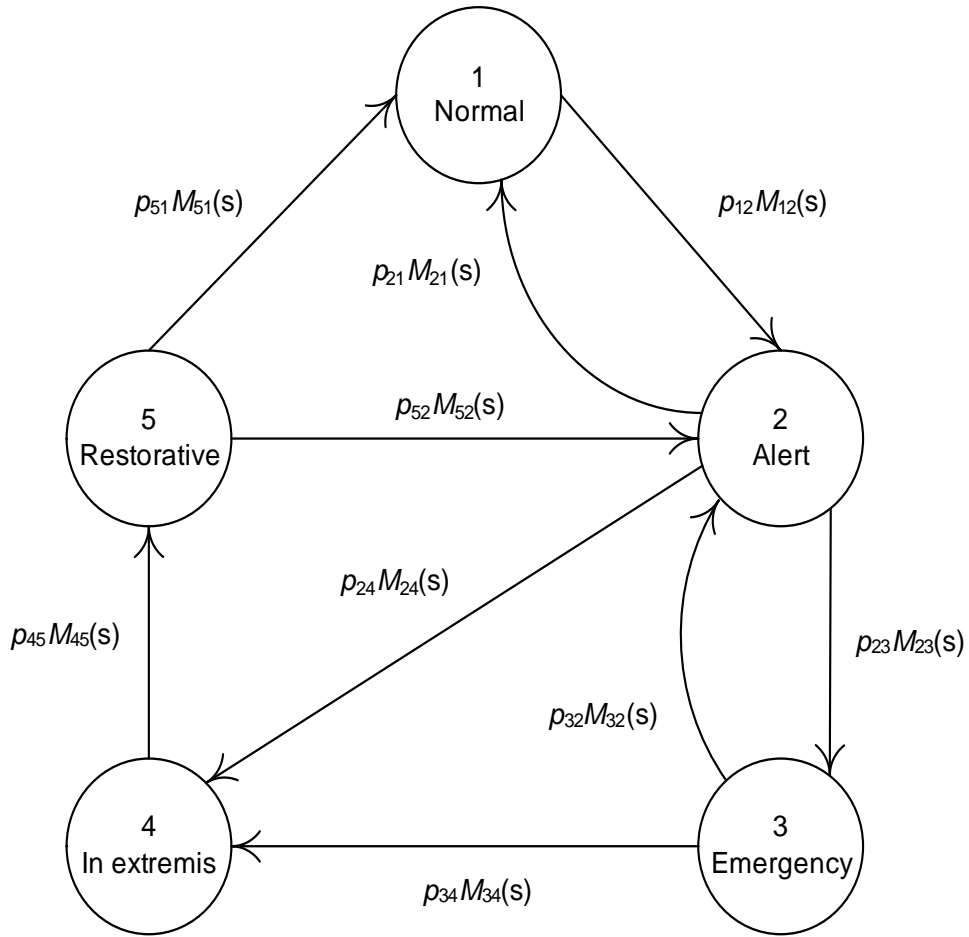 1
Normal
p₅₁M₅₁(s)
p₁₂M₁₂(s)
p₂₁M₂₁(s)
5
Restorative
p₅₂M₅₂(s)
2
Alert
p₂₄M₂₄(s)
p₄₅M₄₅(s)
p₂₃M₂₃(s)
p₃₂M₃₂(s)
4
In extremis
3
Emergency
p₃₄M₃₄(s)